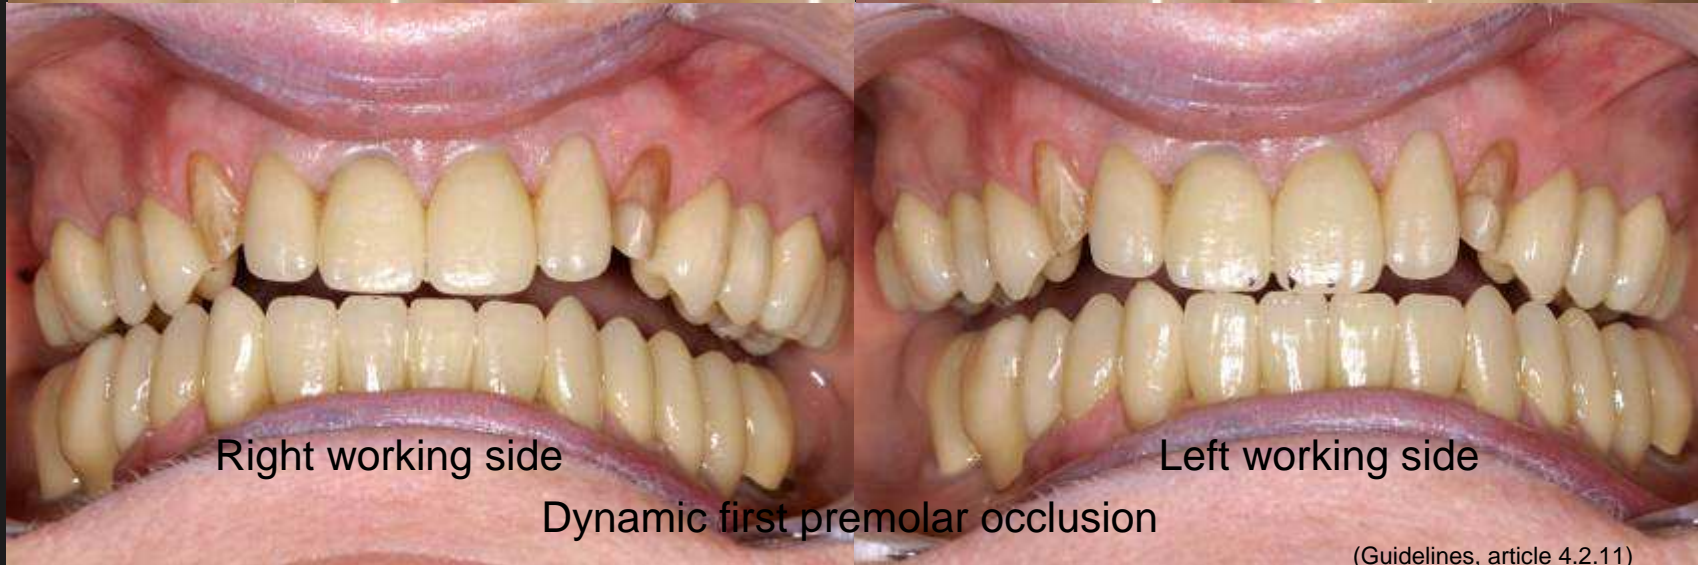 Right working side
Left working side
Dynamic first premolar occlusion
(Guidelines, article 4.2.11)